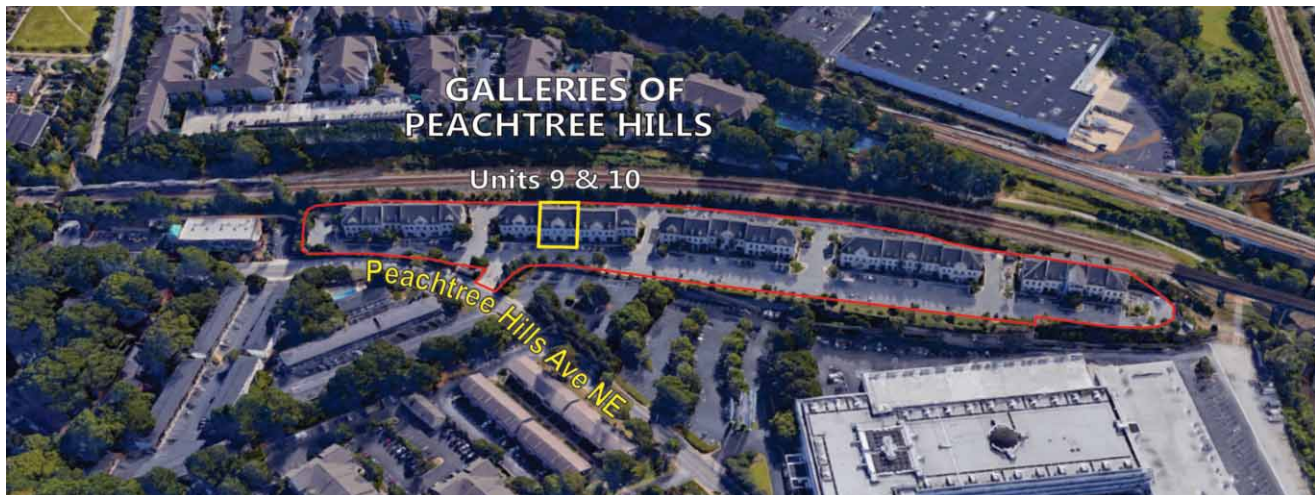 GALLERIES OF
PEACHTREE HILLS
Units 9 & 10
Peachtree Hills Ave NE